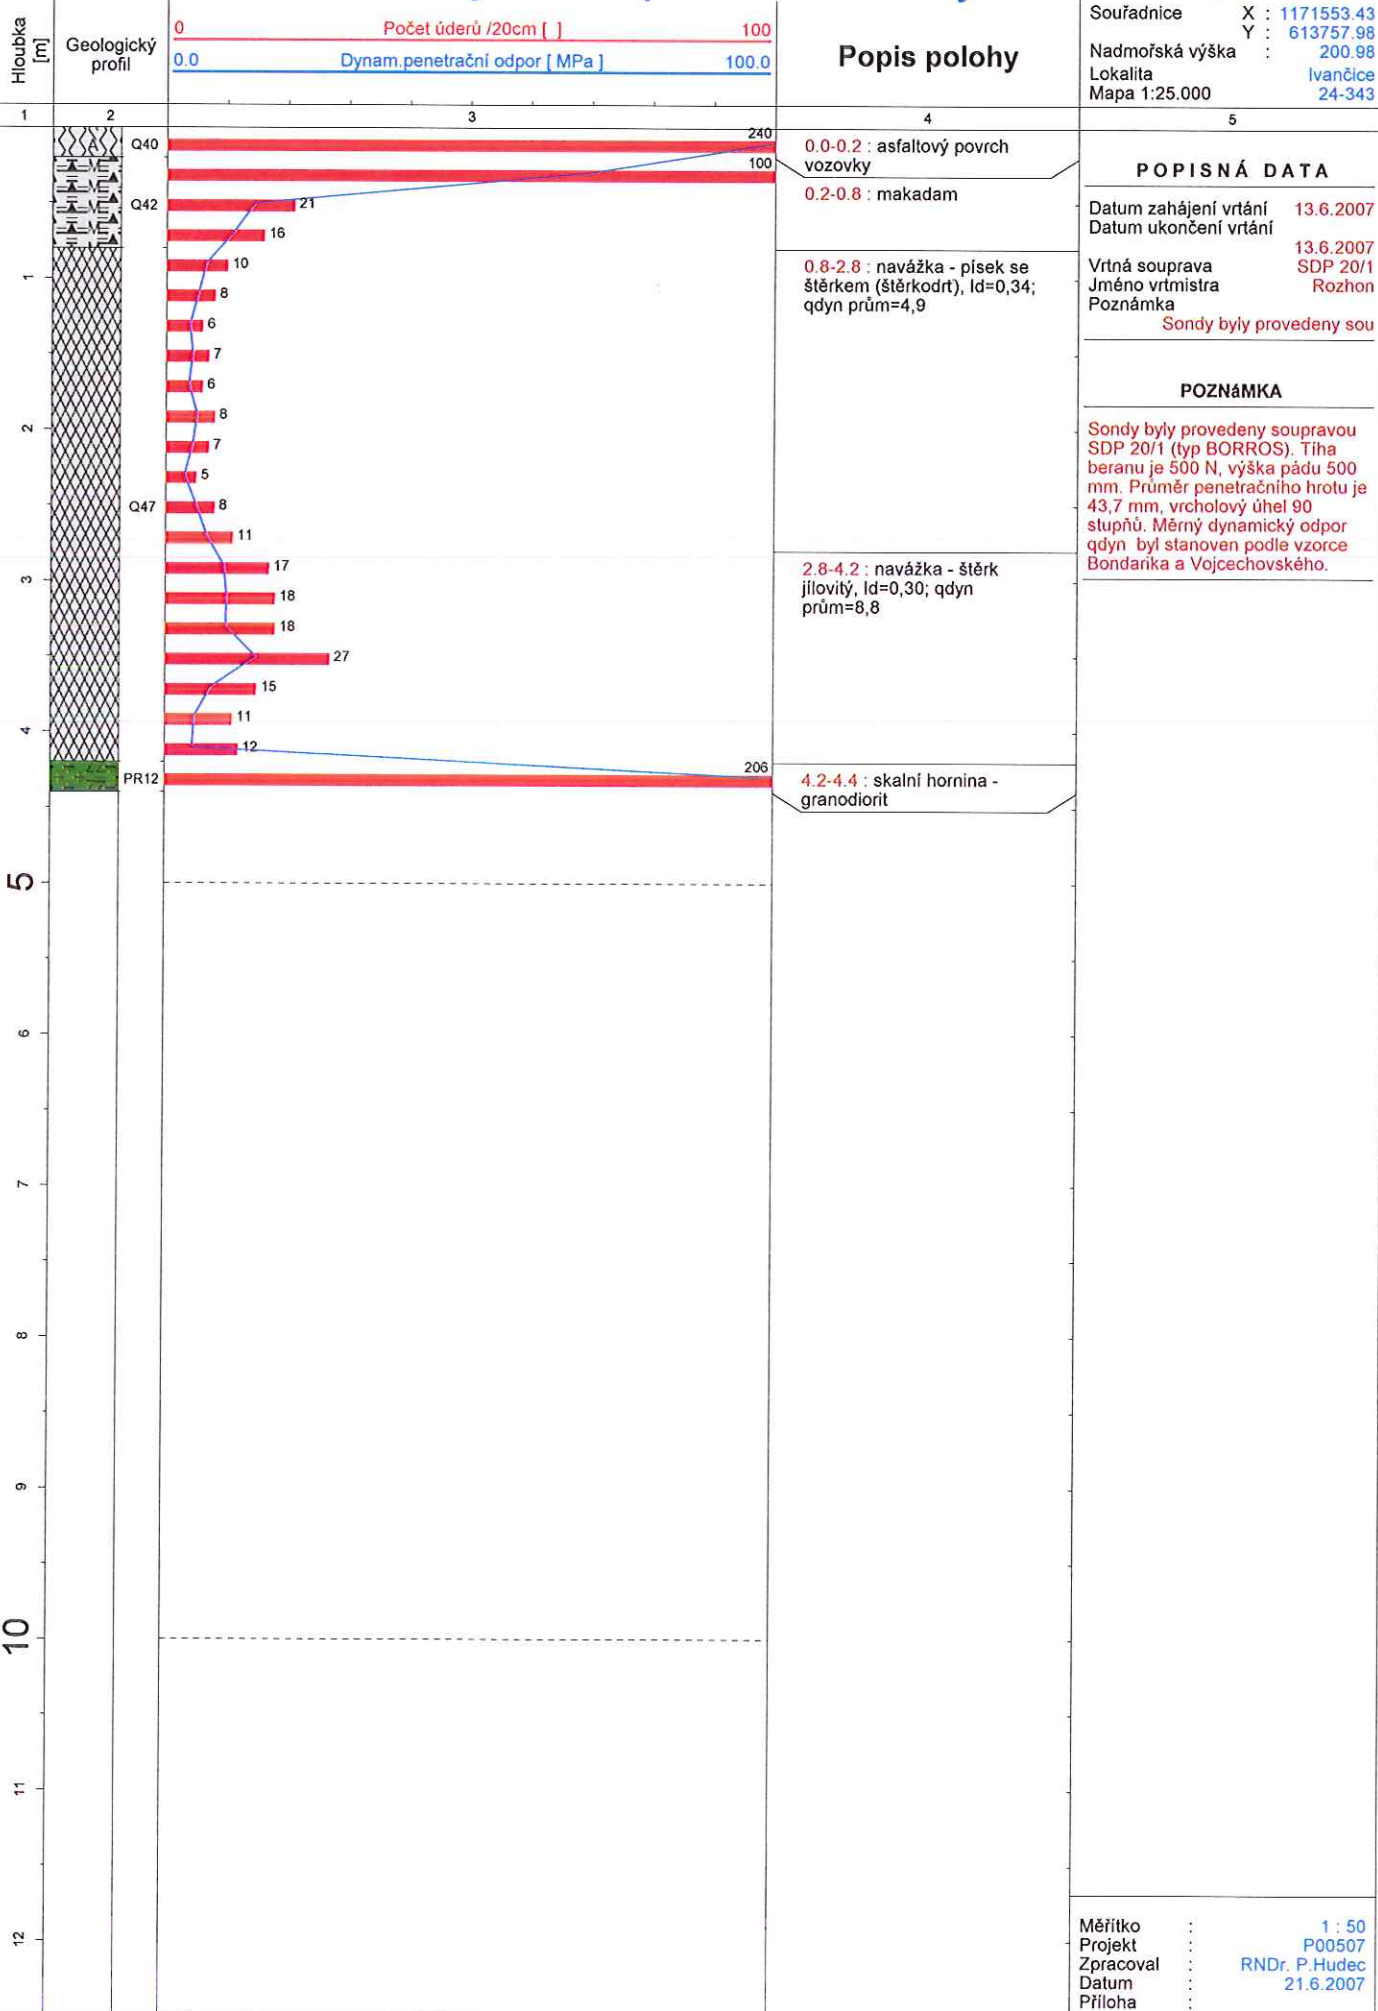 Hloubka
[m]
Geologický
profil
0 Počet úderů /20cm [ ] 100
0.0 Dynam.penetrační odpor [ MPa ] 100.0
Popis polohy
Souřadnice X : 1171553.43
Y : 613757.98
Nadmořská výška : 200.98
Lokalita Ivančice
Mapa 1:25.000 24-343
1 2 3 4 5
A
Q40
240
100
M
M
M
Q42
21
16
10
1
8
6
7
6
8
2
7
5
Q47
8
11
17
3
18
18
27
15
11
4
12
PR12
206
5
6
7
8
9
10
11
12
0.0-0.2 : asfaltový povrch
vozovky
0.2-0.8 : makadam
0.8-2.8 : navážka - písek se
štěrkem (štěrkodrť), Id=0,34;
qdyn prům=4,9
2.8-4.2 : navážka - štěrk
jílovitý, Id=0,30; qdyn
prům=8,8
4.2-4.4 : skalní hornina -
granodiorit
POPISNÁ DATA
Datum zahájení vrtání 13.6.2007
Datum ukončení vrtání
13.6.2007
Vrtná souprava SDP 20/1
Jméno vrtmistra Rozhon
Poznámka
Sondy byly provedeny sou
POZNáMKA
Sondy byly provedeny soupravou
SDP 20/1 (typ BORROS). Tíha
beranu je 500 N, výška pádu 500
mm. Průměr penetračního hrotu je
43,7 mm, vrcholový úhel 90
stupňů. Měrný dynamický odpor
qdyn byl stanoven podle vzorce
Bondarika a Vojcechovského.
Měřítko : 1 : 50
Projekt : P00507
Zpracoval : RNDr. P.Hudec
Datum : 21.6.2007
Příloha :